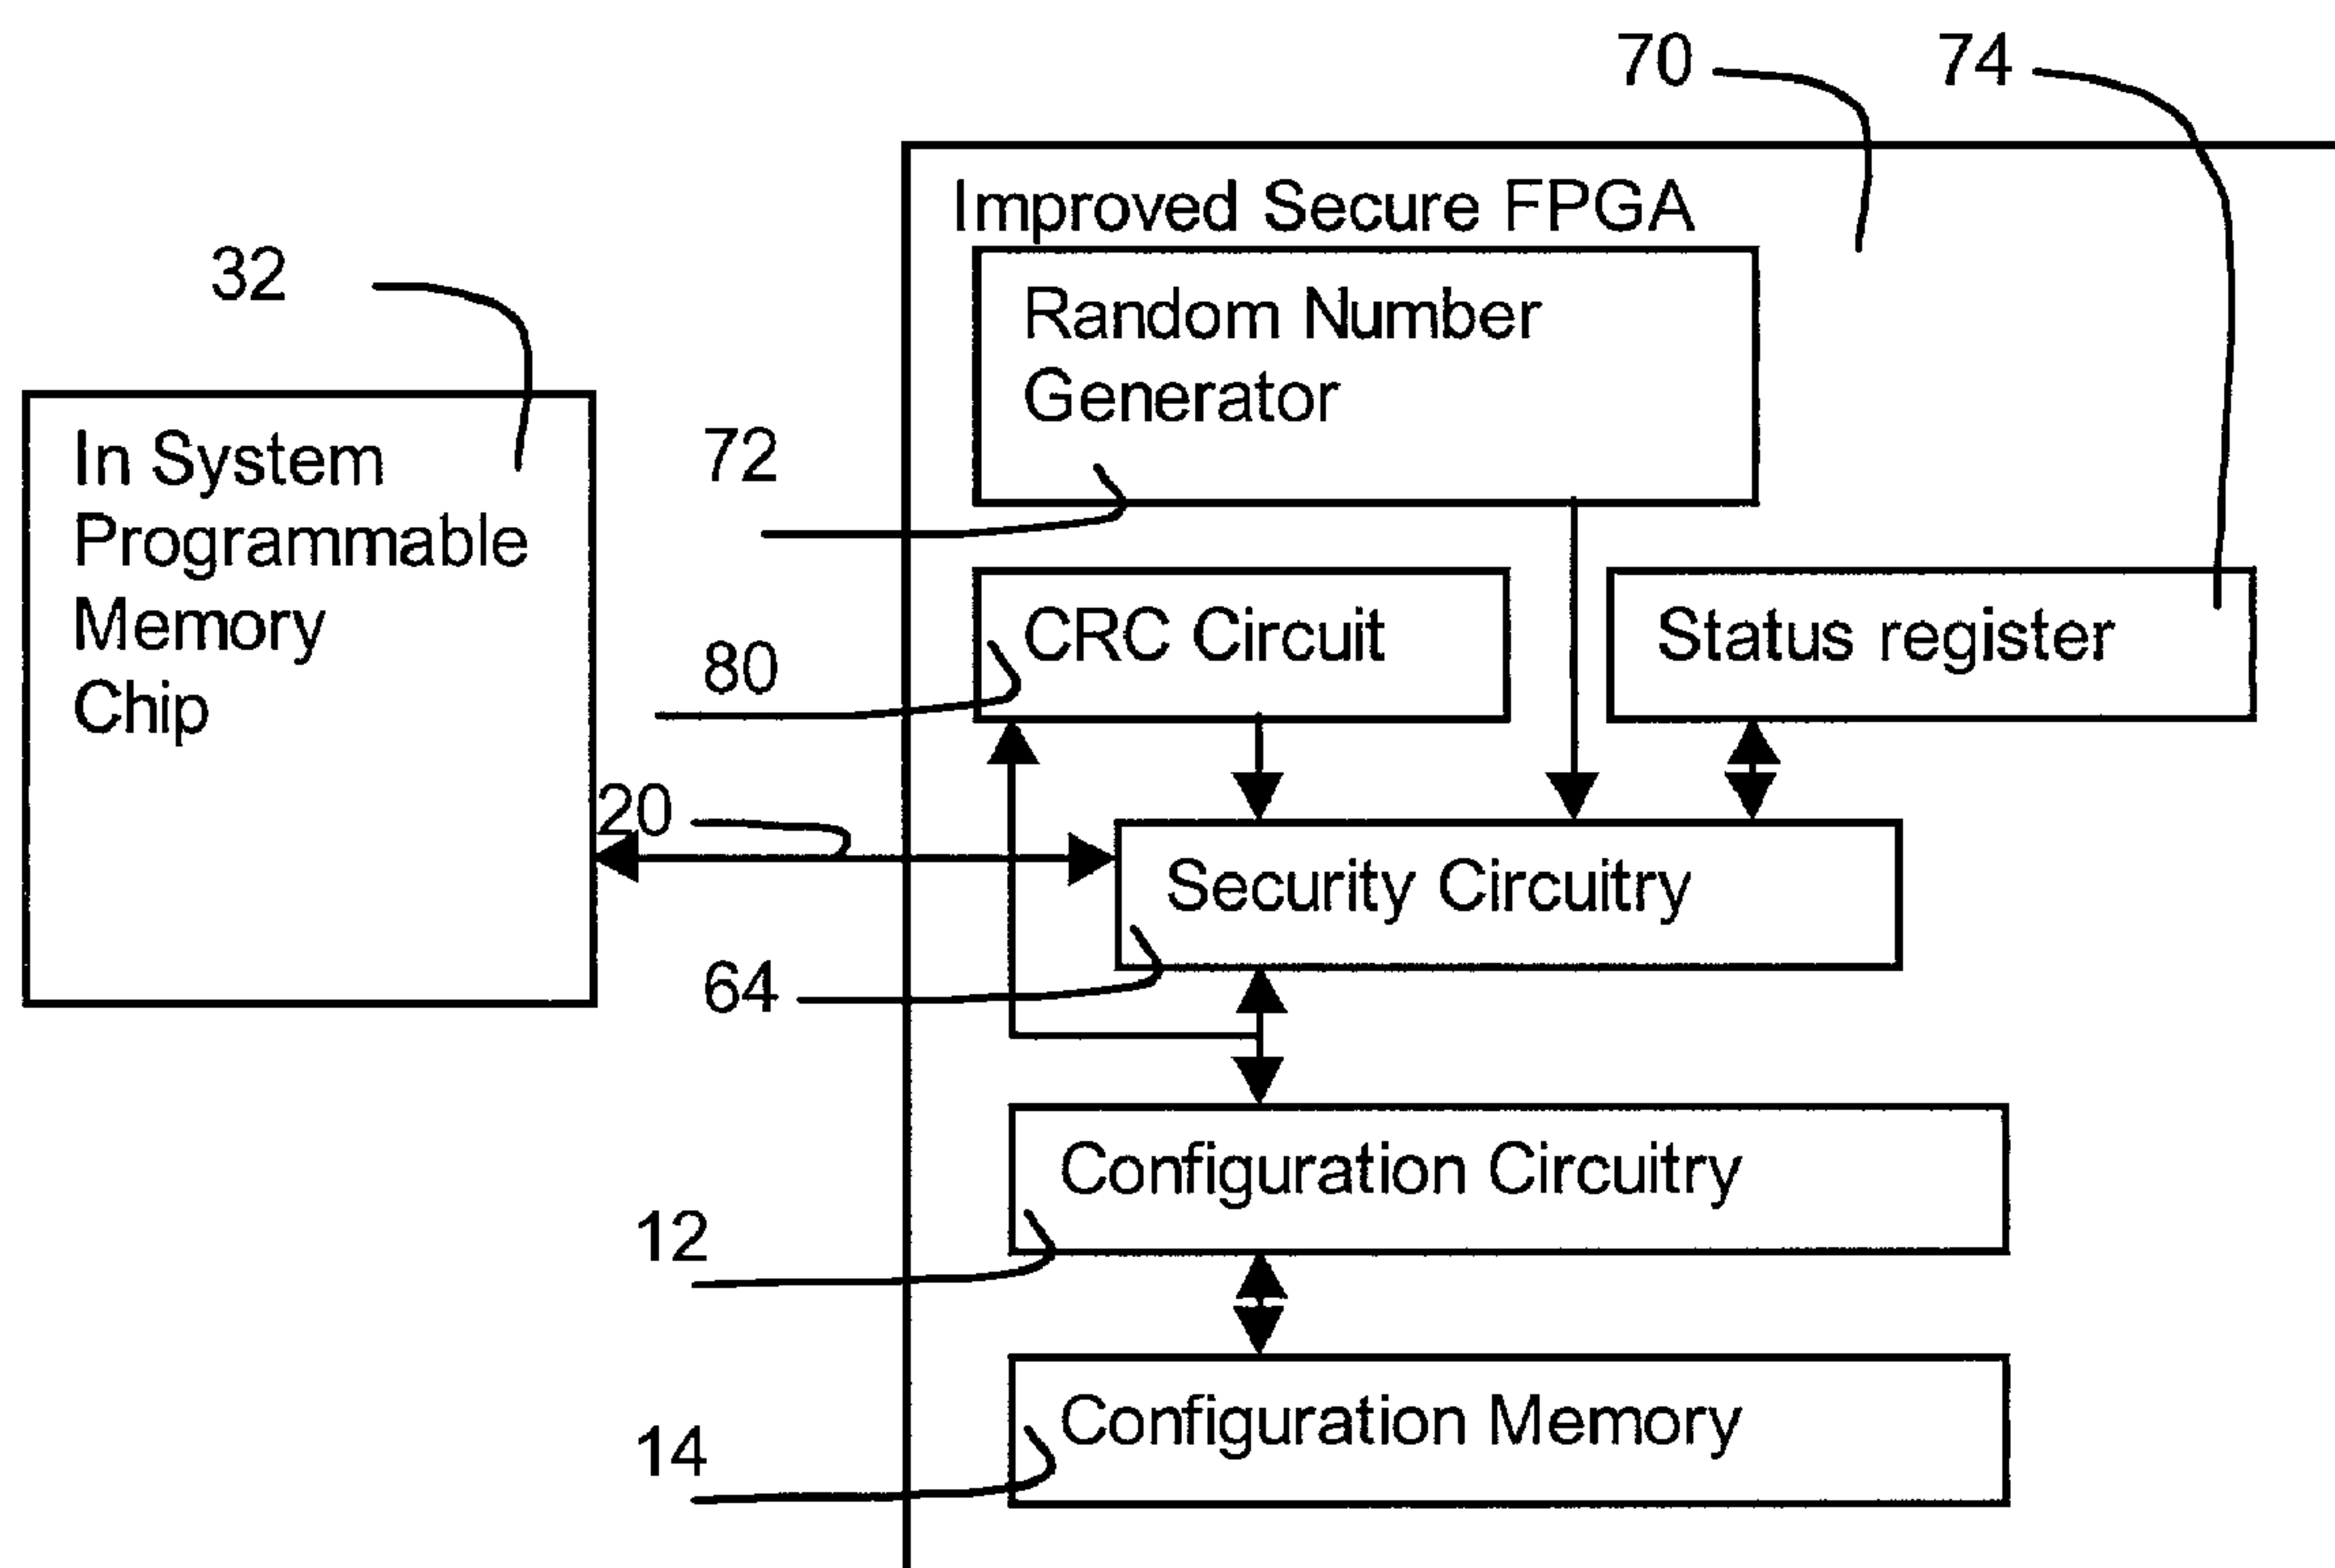 70
74
Improved Secure FPGA
32
Random Number
Generator
In System
Programmable
Memory
Chip
72
CRC Circuit
Status register
80
20
Security Circuitry
64
Configuration Circuitry
12
Configuration Memory
14